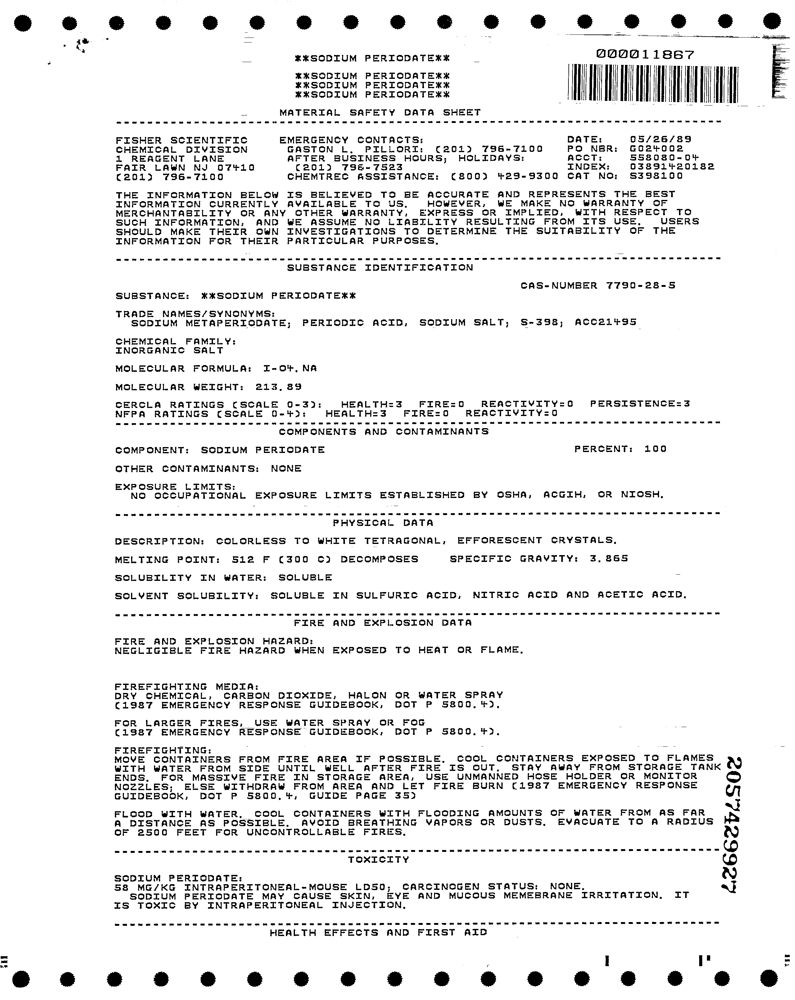 **SODIUM PERIODATE**
000011867
**SODIUM PERIODATE**
**SODIUM PERIODATE**
**SODIUM PERIODATE**
MATERIAL SAFETY DATA SHEET
FISHER SCIENTIFIC EMERGENCY CONTACTS: DATE: 05/26/89
CHEMICAL DIVISION GASTON L. PILLORI: (201) 796-7100 PO NBR: G024002
1 REAGENT LANE AFTER BUSINESS HOURS; HOLIDAYS: ACCT: 558080-04
FAIR LAWN NJ 07410 (201) 796-7523 INDEX: 03891420182
(201) 796-7100 CHEMTREC ASSISTANCE: (800) 429-9300 CAT NO: S398100
THE INFORMATION BELOW IS BELIEVED TO BE ACCURATE AND REPRESENTS THE BEST
INFORMATION CURRENTLY AVAILABLE TO US. HOWEVER, WE MAKE NO WARRANTY OF
MERCHANTABILITY OR ANY OTHER WARRANTY, EXPRESS OR IMPLIED, WITH RESPECT TO
SUCH INFORMATION, AND WE ASSUME NO LIABILITY RESULTING FROM ITS USE. USERS
SHOULD MAKE THEIR OWN INVESTIGATIONS TO DETERMINE THE SUITABILITY OF THE
INFORMATION FOR THEIR PARTICULAR PURPOSES.
SUBSTANCE IDENTIFICATION
CAS-NUMBER 7790-28-5
SUBSTANCE: **SODIUM PERIODATE**
TRADE NAMES/SYNONYMS:
SODIUM METAPERIODATE; PERIODIC ACID, SODIUM SALT; S-398; ACC21495
CHEMICAL FAMILY:
INORGANIC SALT
MOLECULAR FORMULA: I-O4.NA
MOLECULAR WEIGHT: 213.89
CERCLA RATINGS (SCALE 0-3): HEALTH=3 FIRE=0 REACTIVITY=0 PERSISTENCE=3
NFPA RATINGS (SCALE 0-4): HEALTH=3 FIRE=0 REACTIVITY=0
COMPONENTS AND CONTAMINANTS
COMPONENT: SODIUM PERIODATE PERCENT: 100
OTHER CONTAMINANTS: NONE
EXPOSURE LIMITS:
NO OCCUPATIONAL EXPOSURE LIMITS ESTABLISHED BY OSHA, ACGIH, OR NIOSH.
PHYSICAL DATA
DESCRIPTION: COLORLESS TO WHITE TETRAGONAL, EFFORESCENT CRYSTALS.
MELTING POINT: 512 F (300 C) DECOMPOSES SPECIFIC GRAVITY: 3.865
SOLUBILITY IN WATER: SOLUBLE
SOLVENT SOLUBILITY: SOLUBLE IN SULFURIC ACID, NITRIC ACID AND ACETIC ACID.
FIRE AND EXPLOSION DATA
FIRE AND EXPLOSION HAZARD:
NEGLIGIBLE FIRE HAZARD WHEN EXPOSED TO HEAT OR FLAME.
FIREFIGHTING MEDIA:
DRY CHEMICAL, CARBON DIOXIDE, HALON OR WATER SPRAY
(1987 EMERGENCY RESPONSE GUIDEBOOK, DOT P 5800.4).
FOR LARGER FIRES, USE WATER SPRAY OR FOG
(1987 EMERGENCY RESPONSE GUIDEBOOK, DOT P 5800.4).
FIREFIGHTING:
MOVE CONTAINERS FROM FIRE AREA IF POSSIBLE. COOL CONTAINERS EXPOSED TO FLAMES
WITH WATER FROM SIDE UNTIL WELL AFTER FIRE IS OUT. STAY AWAY FROM STORAGE TANK
ENDS. FOR MASSIVE FIRE IN STORAGE AREA, USE UNMANNED HOSE HOLDER OR MONITOR
NOZZLES; ELSE WITHDRAW FROM AREA AND LET FIRE BURN (1987 EMERGENCY RESPONSE
GUIDEBOOK, DOT P 5800.4, GUIDE PAGE 35)
FLOOD WITH WATER. COOL CONTAINERS WITH FLOODING AMOUNTS OF WATER FROM AS FAR
A DISTANCE AS POSSIBLE. AVOID BREATHING VAPORS OR DUSTS. EVACUATE TO A RADIUS
OF 2500 FEET FOR UNCONTROLLABLE FIRES.
2057429927
TOXICITY
SODIUM PERIODATE:
58 MG/KG INTRAPERITONEAL-MOUSE LD50; CARCINOGEN STATUS: NONE.
SODIUM PERIODATE MAY CAUSE SKIN, EYE AND MUCOUS MEMEBRANE IRRITATION. IT
IS TOXIC BY INTRAPERITONEAL INJECTION.
HEALTH EFFECTS AND FIRST AID